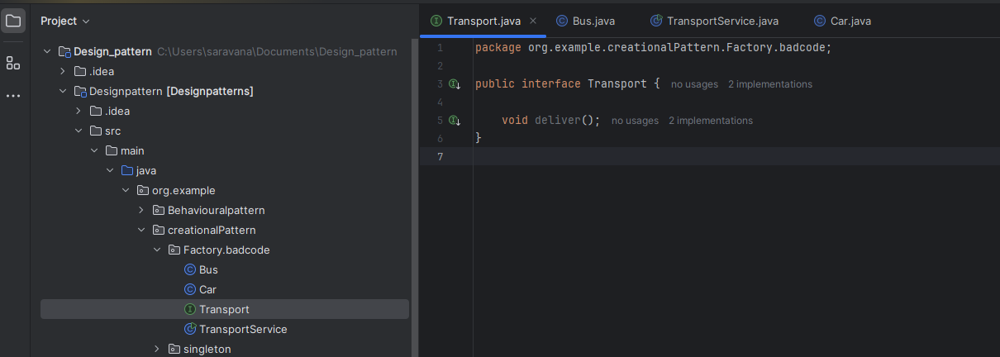 Project
Design_pattern C:\Users\saravana\Documents\Design_pattern
.idea
Designpattern [Designpatterns]
.idea
src
main
java
org.example
Behaviouralpattern
creationalPattern
Factory.badcode
Bus
Car
Transport
TransportService
singleton
Transport.java Bus.java TransportService.java Car.java
1 package org.example.creationalPattern.Factory.badcode;
2
3 public interface Transport { no usages 2 implementations
4
5 void deliver(); no usages 2 implementations
6 }
7